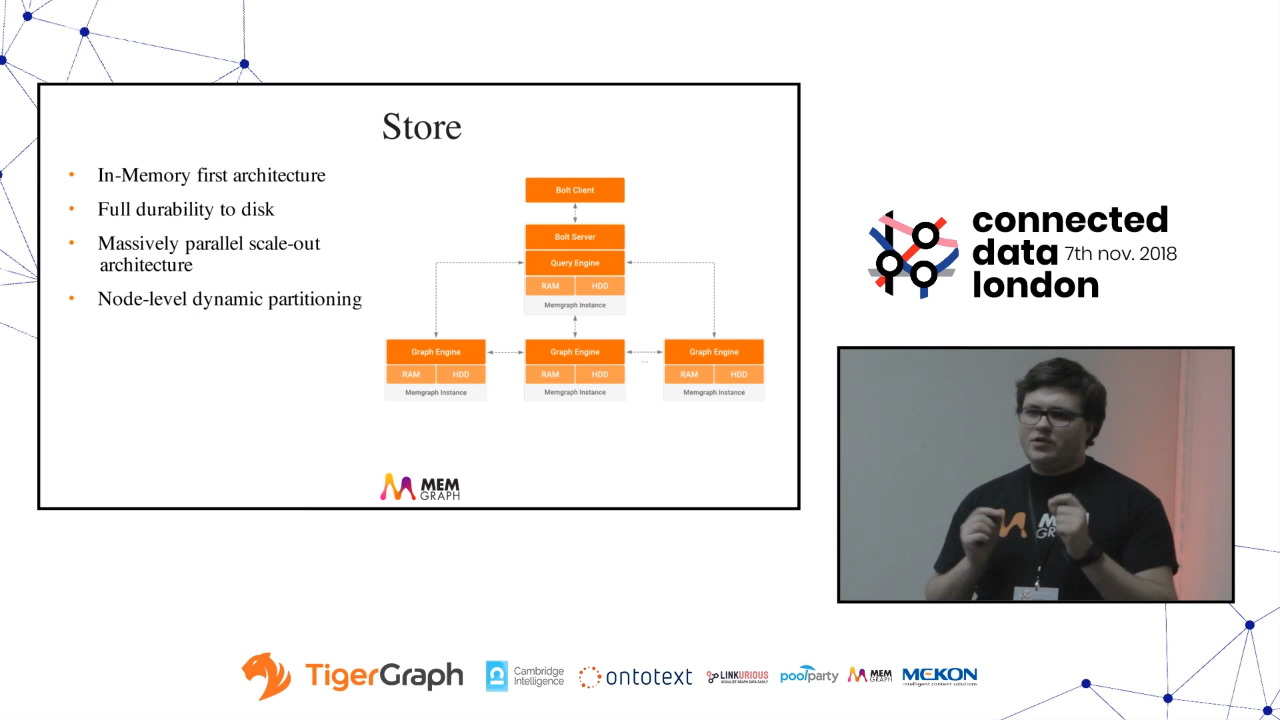 Store
• In-Memory first architecture
• Full durability to disk
• Massively parallel scale-out
architecture
• Node-level dynamic partitioning
Bolt Client
Bolt Server
Query Engine
RAM HDD
Memgraph Instance
Graph Engine Graph Engine Graph Engine
RAM HDD RAM HDD RAM HDD
Memgraph Instance Memgraph Instance Memgraph Instance
...
MEM
GRAPH
connected
data 7th nov. 2018
london
TigerGraph
Cambridge
Intelligence
ontotext
LINKURIOUS
poolparty
MEM
GRAPH
MEKON
intelligent content solutions